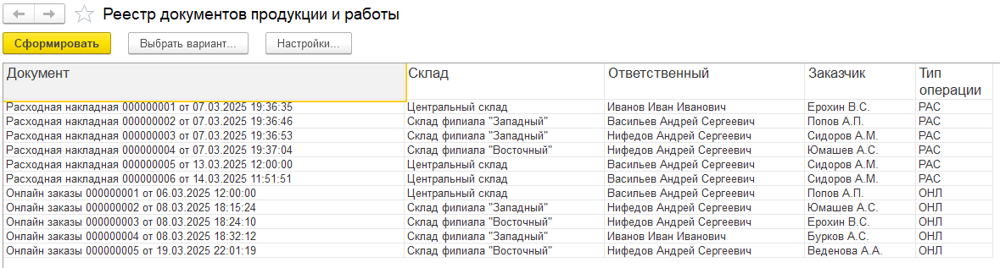 Реестр документов продукции и работы
Сформировать Выбрать вариант... Настройки...
Документ Склад Ответственный Заказчик Тип операции
Расходная накладная 000000001 от 07.03.2025 19:36:35 Центральный склад Иванов Иван Иванович Ерохин В.С. РАС
Расходная накладная 000000002 от 07.03.2025 19:36:46 Склад филиала "Западный" Васильев Андрей Сергеевич Попов А.П. РАС
Расходная накладная 000000003 от 07.03.2025 19:36:53 Склад филиала "Западный" Нифедов Андрей Сергеевич Сидоров А.М. РАС
Расходная накладная 000000004 от 07.03.2025 19:37:04 Склад филиала "Восточный" Нифедов Андрей Сергеевич Юмашев А.С. РАС
Расходная накладная 000000005 от 13.03.2025 12:00:00 Центральный склад Васильев Андрей Сергеевич Сидоров А.М. РАС
Расходная накладная 000000006 от 14.03.2025 11:51:51 Центральный склад Васильев Андрей Сергеевич Сидоров А.М. РАС
Онлайн заказы 000000001 от 06.03.2025 12:00:00 Центральный склад Васильев Андрей Сергеевич Попов А.П. ОНЛ
Онлайн заказы 000000002 от 08.03.2025 18:15:24 Склад филиала "Западный" Нифедов Андрей Сергеевич Юмашев А.С. ОНЛ
Онлайн заказы 000000003 от 08.03.2025 18:24:10 Склад филиала "Восточный" Нифедов Андрей Сергеевич Ерохин В.С. ОНЛ
Онлайн заказы 000000004 от 08.03.2025 18:32:12 Склад филиала "Западный" Иванов Иван Иванович Бурков А.С. ОНЛ
Онлайн заказы 000000005 от 19.03.2025 22:01:19 Склад филиала "Восточный" Нифедов Андрей Сергеевич Веденова А.А. ОНЛ